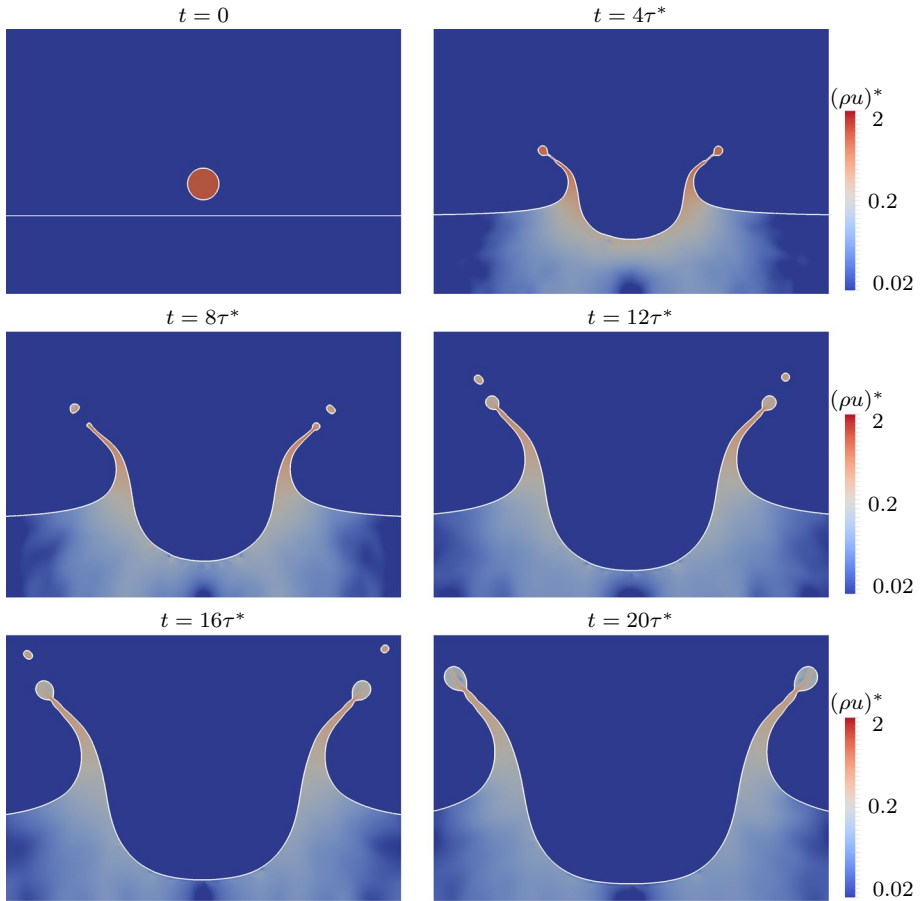 t = 0
t = 4τ*
(ρu)*
2
0.2
0.02
t = 8τ*
t = 12τ*
(ρu)*
2
0.2
0.02
t = 16τ*
t = 20τ*
(ρu)*
2
0.2
0.02